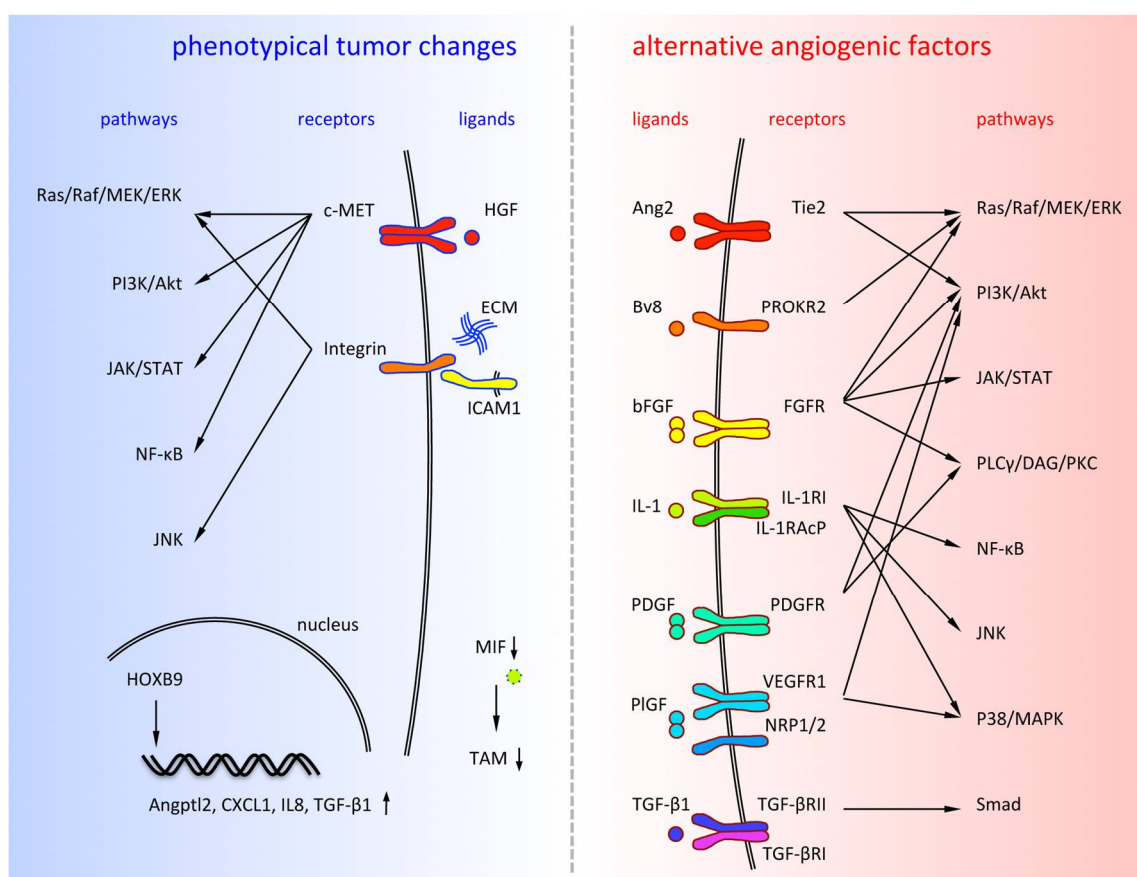 phenotypical tumor changes
pathways receptors ligands
Ras/Raf/MEK/ERK
c-MET
HGF
PI3K/Akt
ECM
Integrin
JAK/STAT
ICAM1
NF-κB
JNK
nucleus
MIF
HOXB9
TAM
Angptl2, CXCL1, IL8, TGF-β1
alternative angiogenic factors
ligands receptors pathways
Ang2 Tie2 Ras/Raf/MEK/ERK
PI3K/Akt
Bv8 PROKR2
JAK/STAT
bFGF FGFR
PLCγ/DAG/PKC
IL-1 IL-1RI
IL-1RAcP
NF-κB
PDGF PDGFR
JNK
VEGFR1
PlGF
NRP1/2
P38/MAPK
TGF-β1 TGF-βRII Smad
TGF-βRI